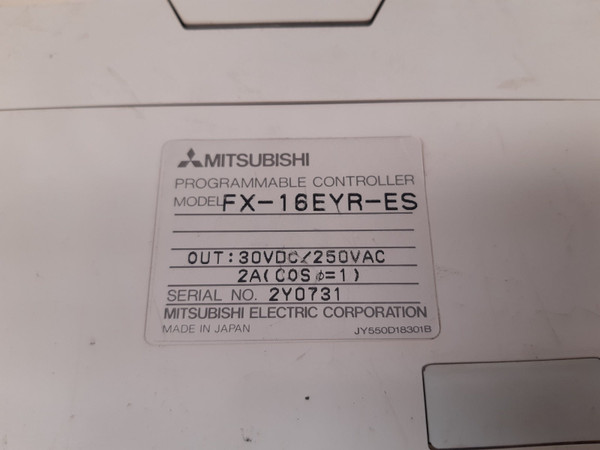 MITSUBISHI
PROGRAMMABLE CONTROLLER
MODEL FX-16EYR-ES
OUT:30VDC/250VAC
2A(COSφ=1)
SERIAL NO. 2Y0731
MITSUBISHI ELECTRIC CORPORATION
MADE IN JAPAN JY550D18301B